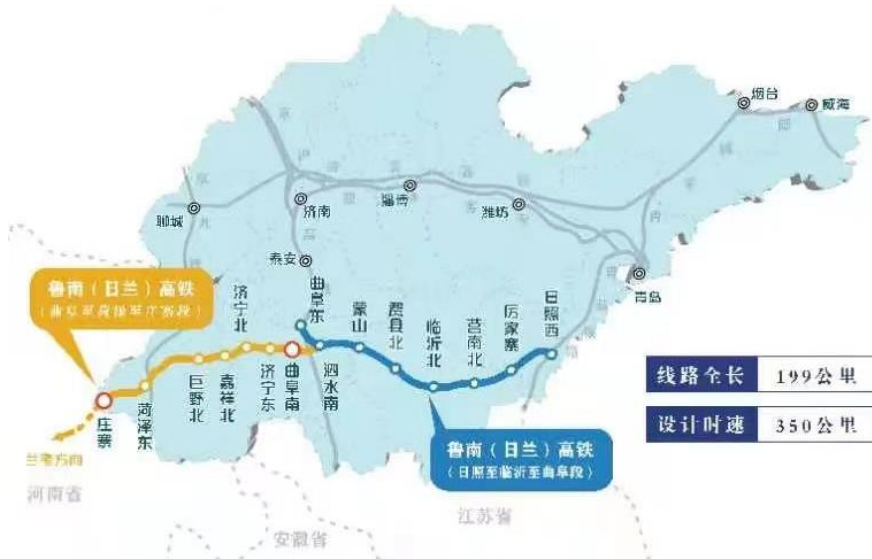 烟台
威海
聊城
济南
淄博
潍坊
泰安
青岛
鲁南（日兰）高铁
曲阜东
济宁北
蒙山
费县北
临沂北
莒南北
厉家寨
日照西
庄寨
菏泽东
巨野北
嘉祥北
济宁东
曲阜南
泗水南
线路全长 199公里
设计时速 350公里
鲁南（日兰）高铁
（日照至临沂至曲阜段）
兰考方向
河南省
安徽省
江苏省